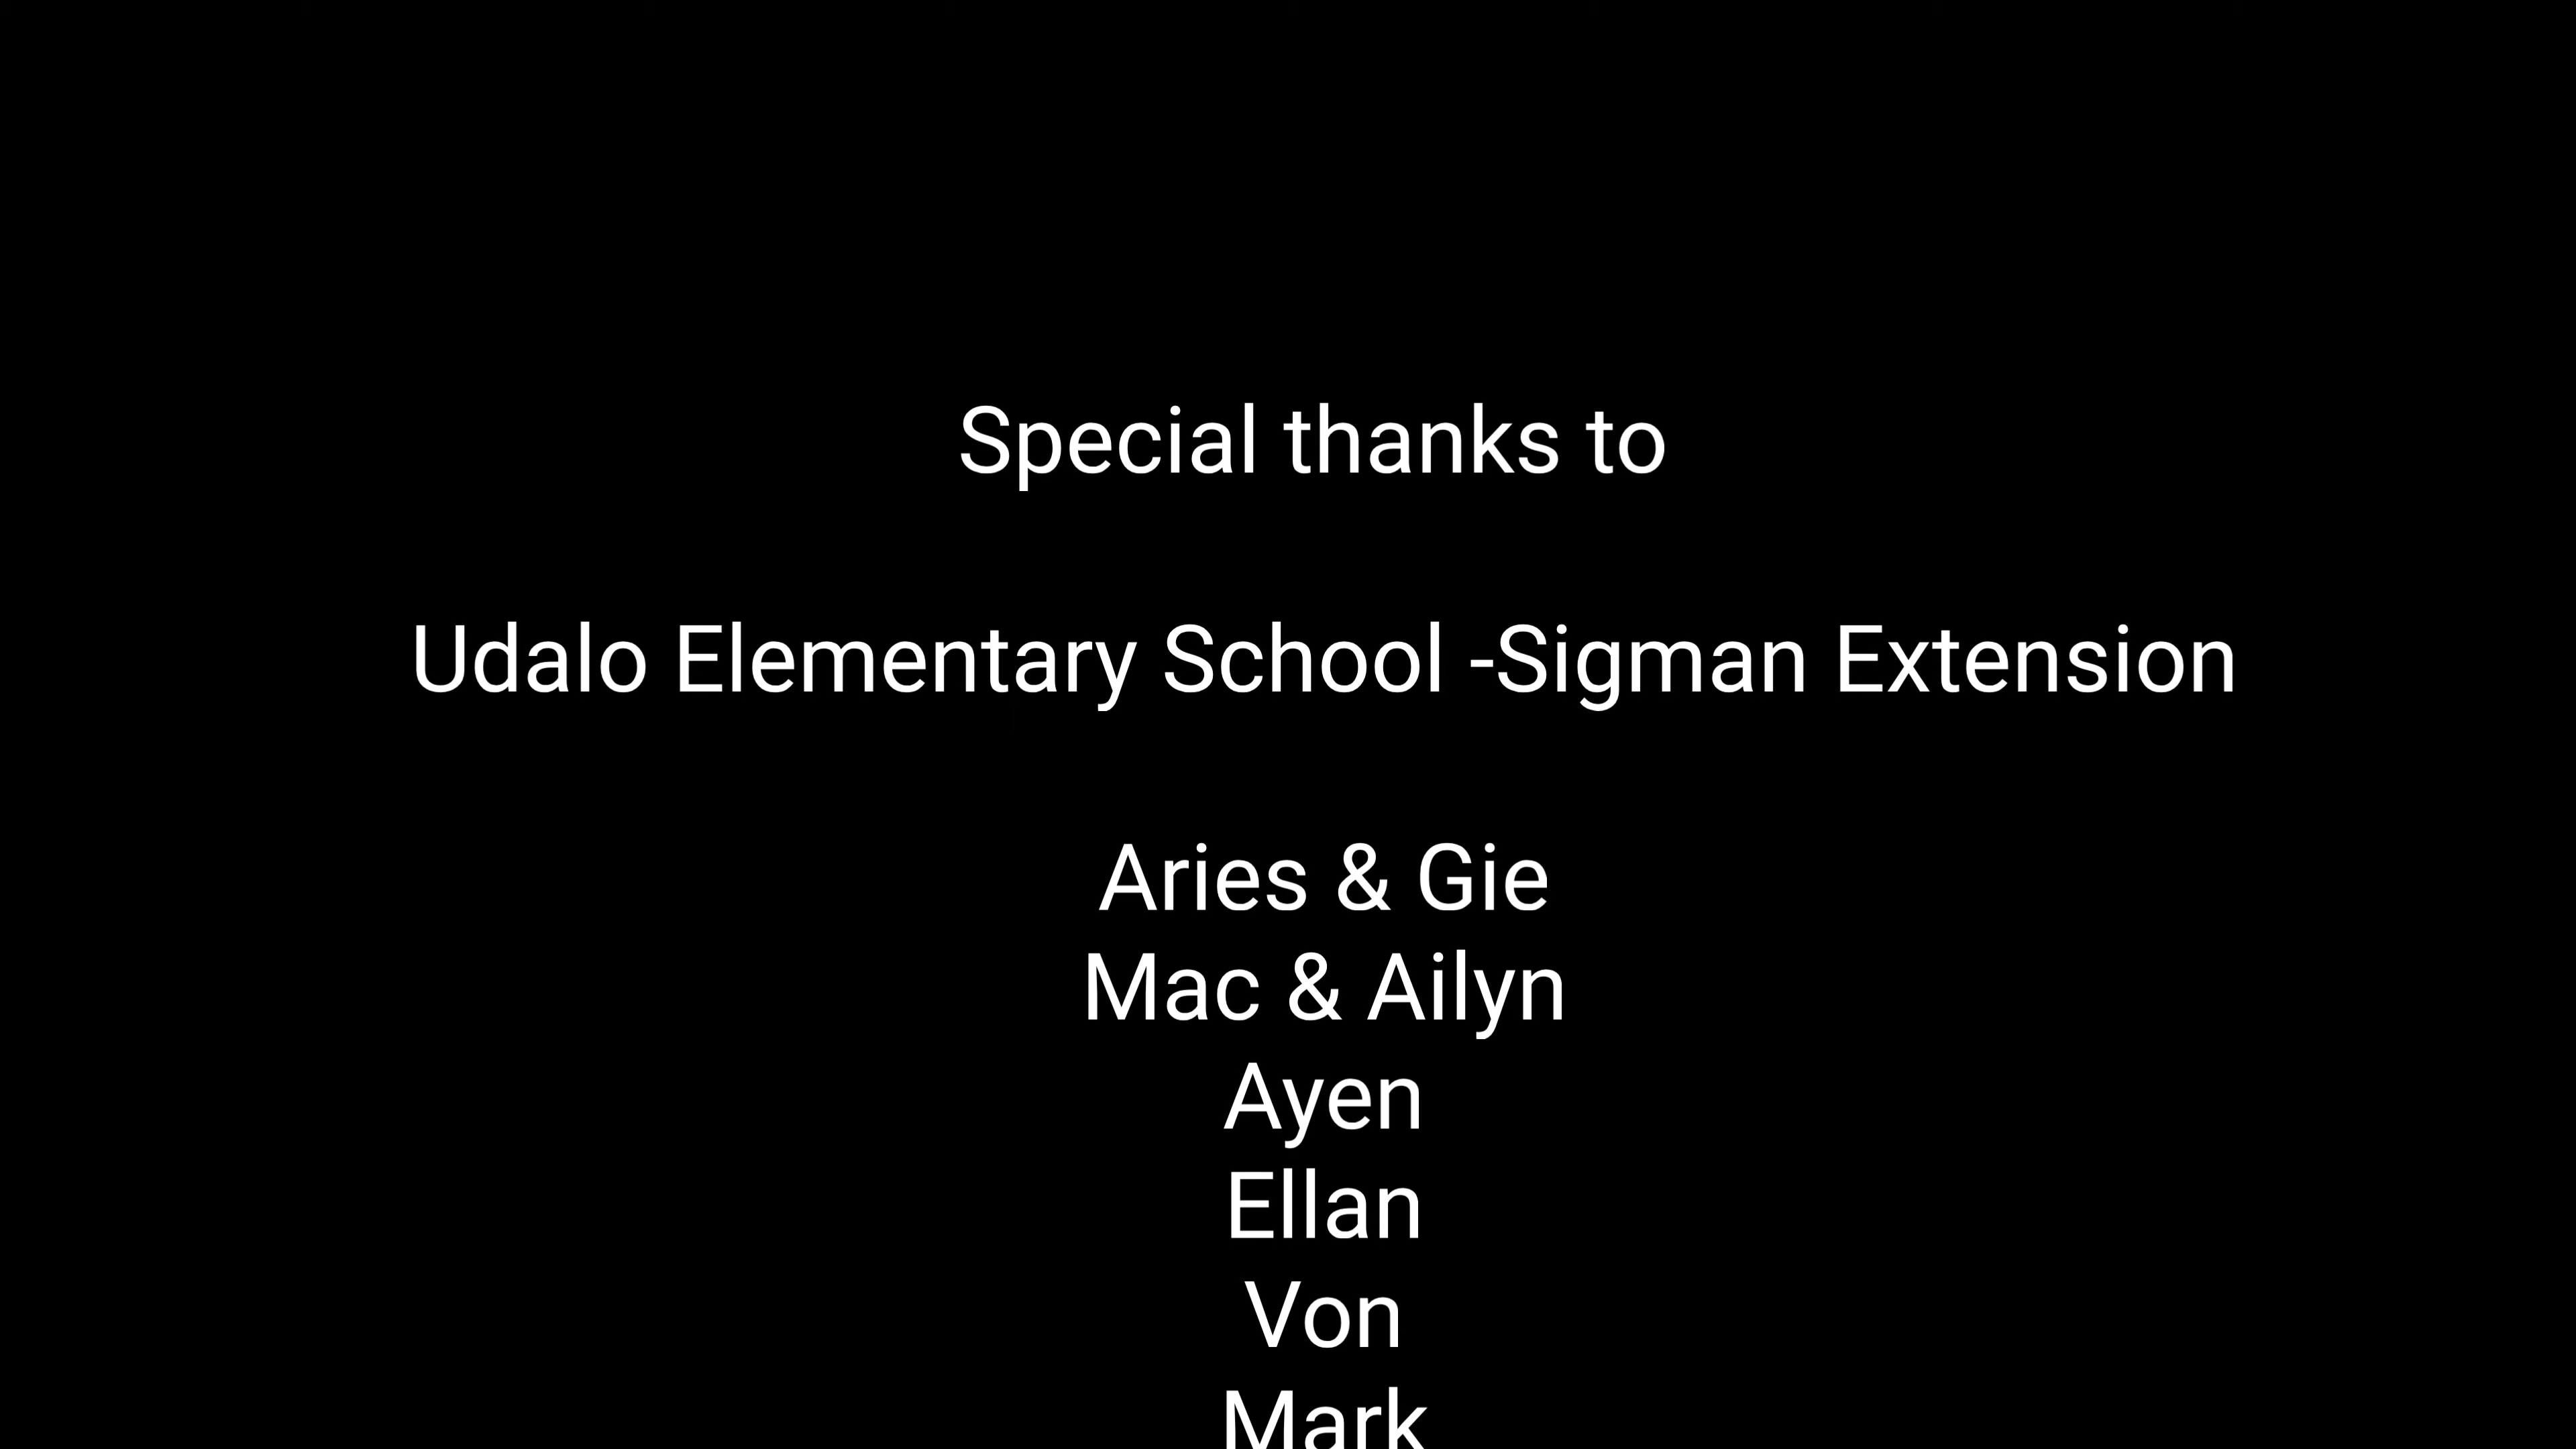 Special thanks to
Udalo Elementary School -Sigman Extension
Aries & Gie
Mac & Ailyn
Ayen
Ellan
Von
Mark